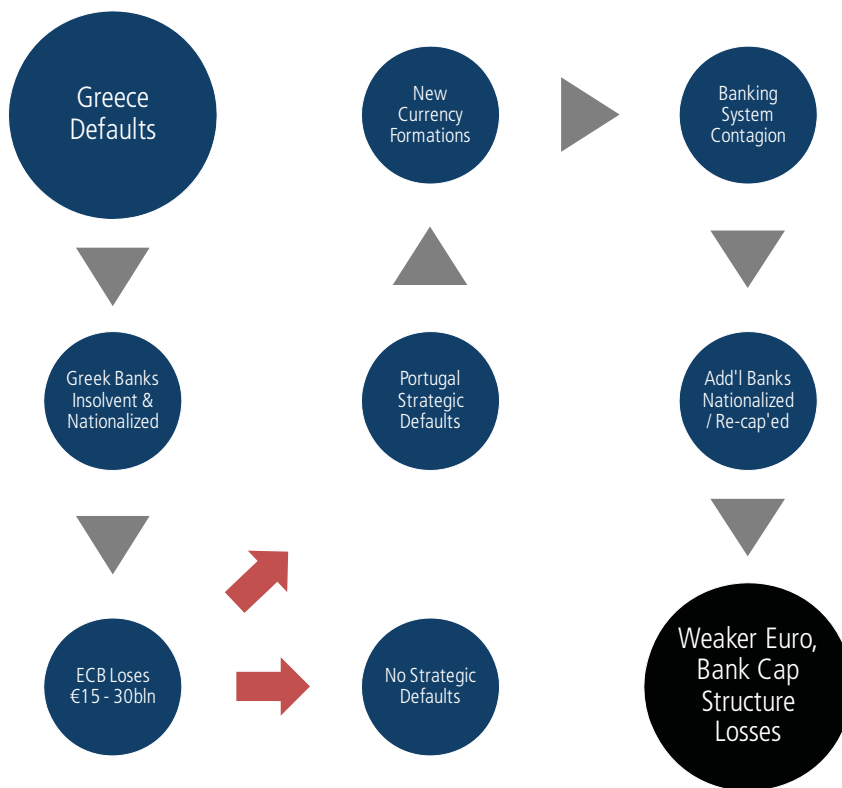 Greece
Defaults
Greek Banks
Insolvent &
Nationalized
ECB Loses
€15 - 30bln
No Strategic
Defaults
Portugal
Strategic
Defaults
New
Currency
Formations
Banking
System
Contagion
Add'l Banks
Nationalized
/ Re-cap'ed
Weaker Euro,
Bank Cap
Structure
Losses